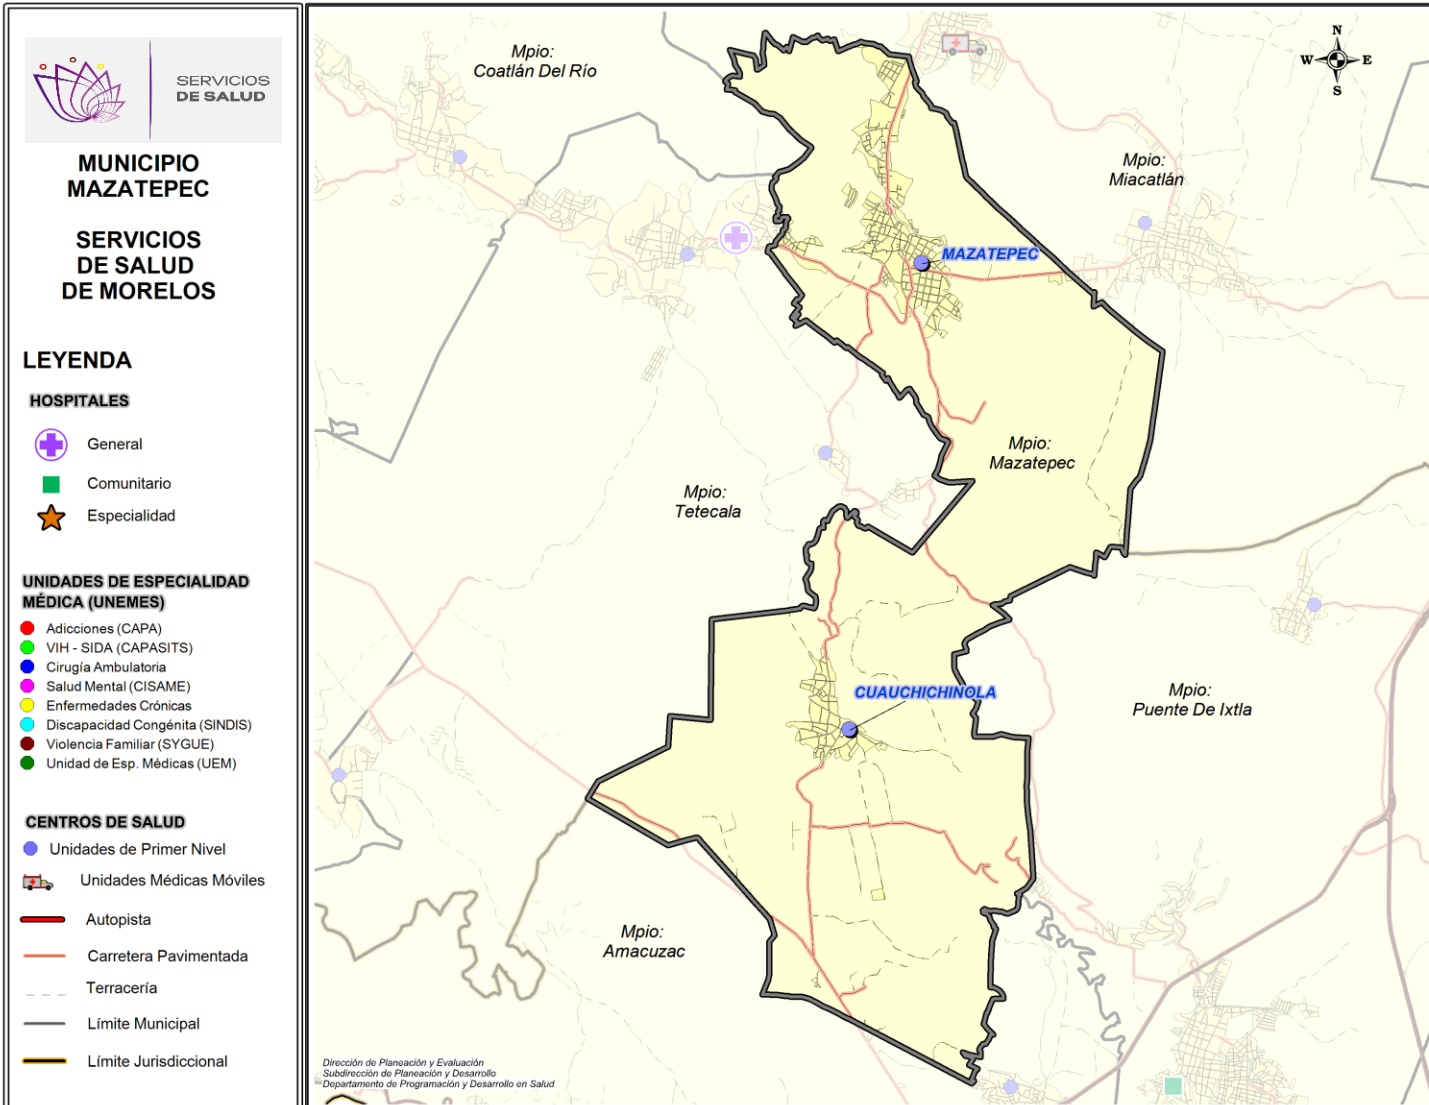 SERVICIOS
DE SALUD
MUNICIPIO
MAZATEPEC
SERVICIOS
DE SALUD
DE MORELOS
LEYENDA
HOSPITALES
General
Comunitario
Especialidad
UNIDADES DE ESPECIALIDAD
MÉDICA (UNEMES)
Adicciones (CAPA)
VIH - SIDA (CAPASITS)
Cirugía Ambulatoria
Salud Mental (CISAME)
Enfermedades Crónicas
Discapacidad Congénita (SINDIS)
Violencia Familiar (SYGUE)
Unidad de Esp. Médicas (UEM)
CENTROS DE SALUD
Unidades de Primer Nivel
Unidades Médicas Móviles
Autopista
Carretera Pavimentada
Terracería
Límite Municipal
Límite Jurisdiccional
Mpio:
Coatlán Del Río
N
W E
S
Mpio:
Miacatlán
MAZATEPEC
Mpio:
Mazatepec
Mpio:
Tetecala
CUAUCHICHINOLA
Mpio:
Puente De Ixtla
Mpio:
Amacuzac
Dirección de Planeación y Evaluación
Subdirección de Planeación y Desarrollo
Departamento de Programación y Desarrollo en Salud